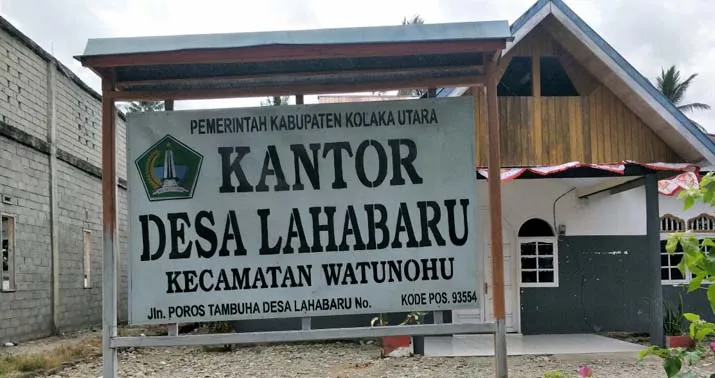 PEMERINTAH KABUPATEN KOLAKA UTARA
KANTOR
DESA LAHABARU
KECAMATAN WATUNOHU
Jln. POROS TAMBUHA DESA LAHABARU No. KODE POS. 93554